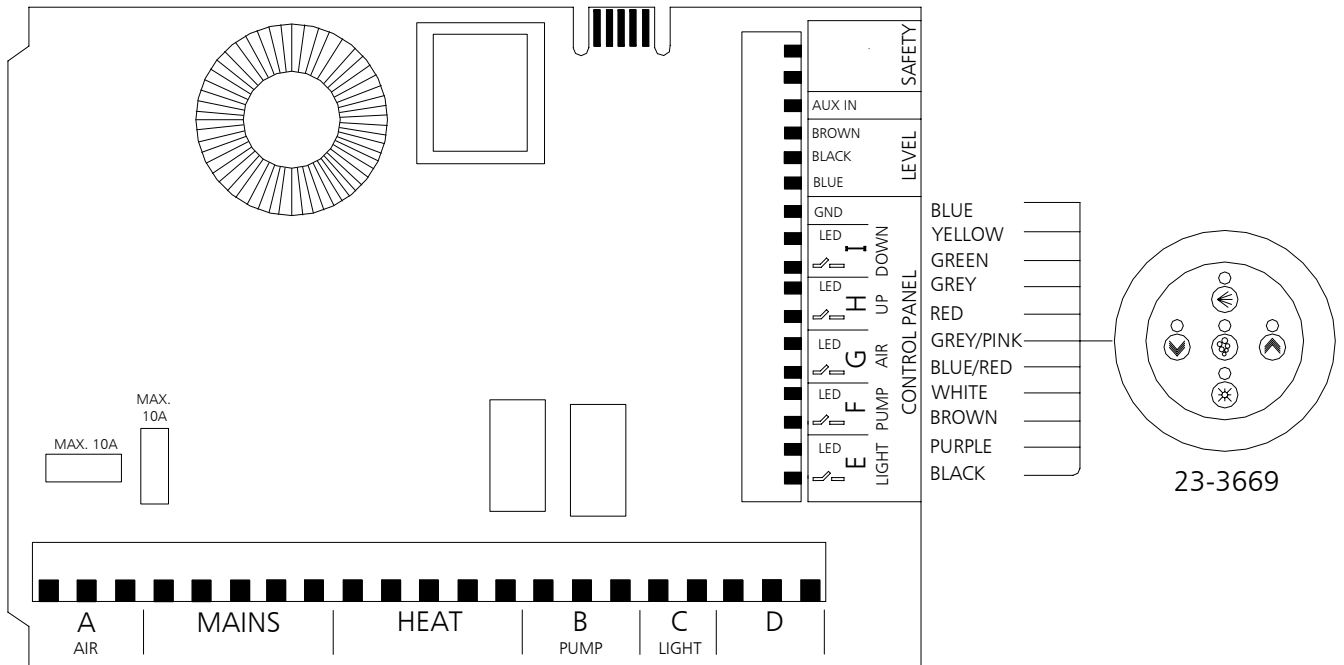 SAFETY
AUX IN
BROWN
BLACK
BLUE
LEVEL
GND
LED
I
DOWN
LED
H
UP
LED
G
AIR
LED
F
PUMP
LED
E
LIGHT
CONTROL PANEL
BLUE
YELLOW
GREEN
GREY
RED
GREY/PINK
BLUE/RED
WHITE
BROWN
PURPLE
BLACK
23-3669
MAX. 10A
MAX.
10A
A
AIR
MAINS
HEAT
B
PUMP
C
LIGHT
D